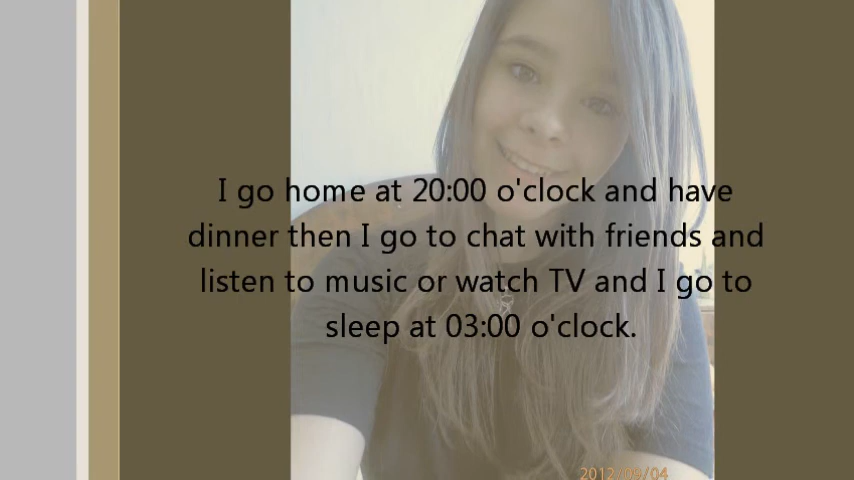 I go home at 20:00 o'clock and have
dinner then I go to chat with friends and
listen to music or watch TV and I go to
sleep at 03:00 o'clock.
2012/09/04